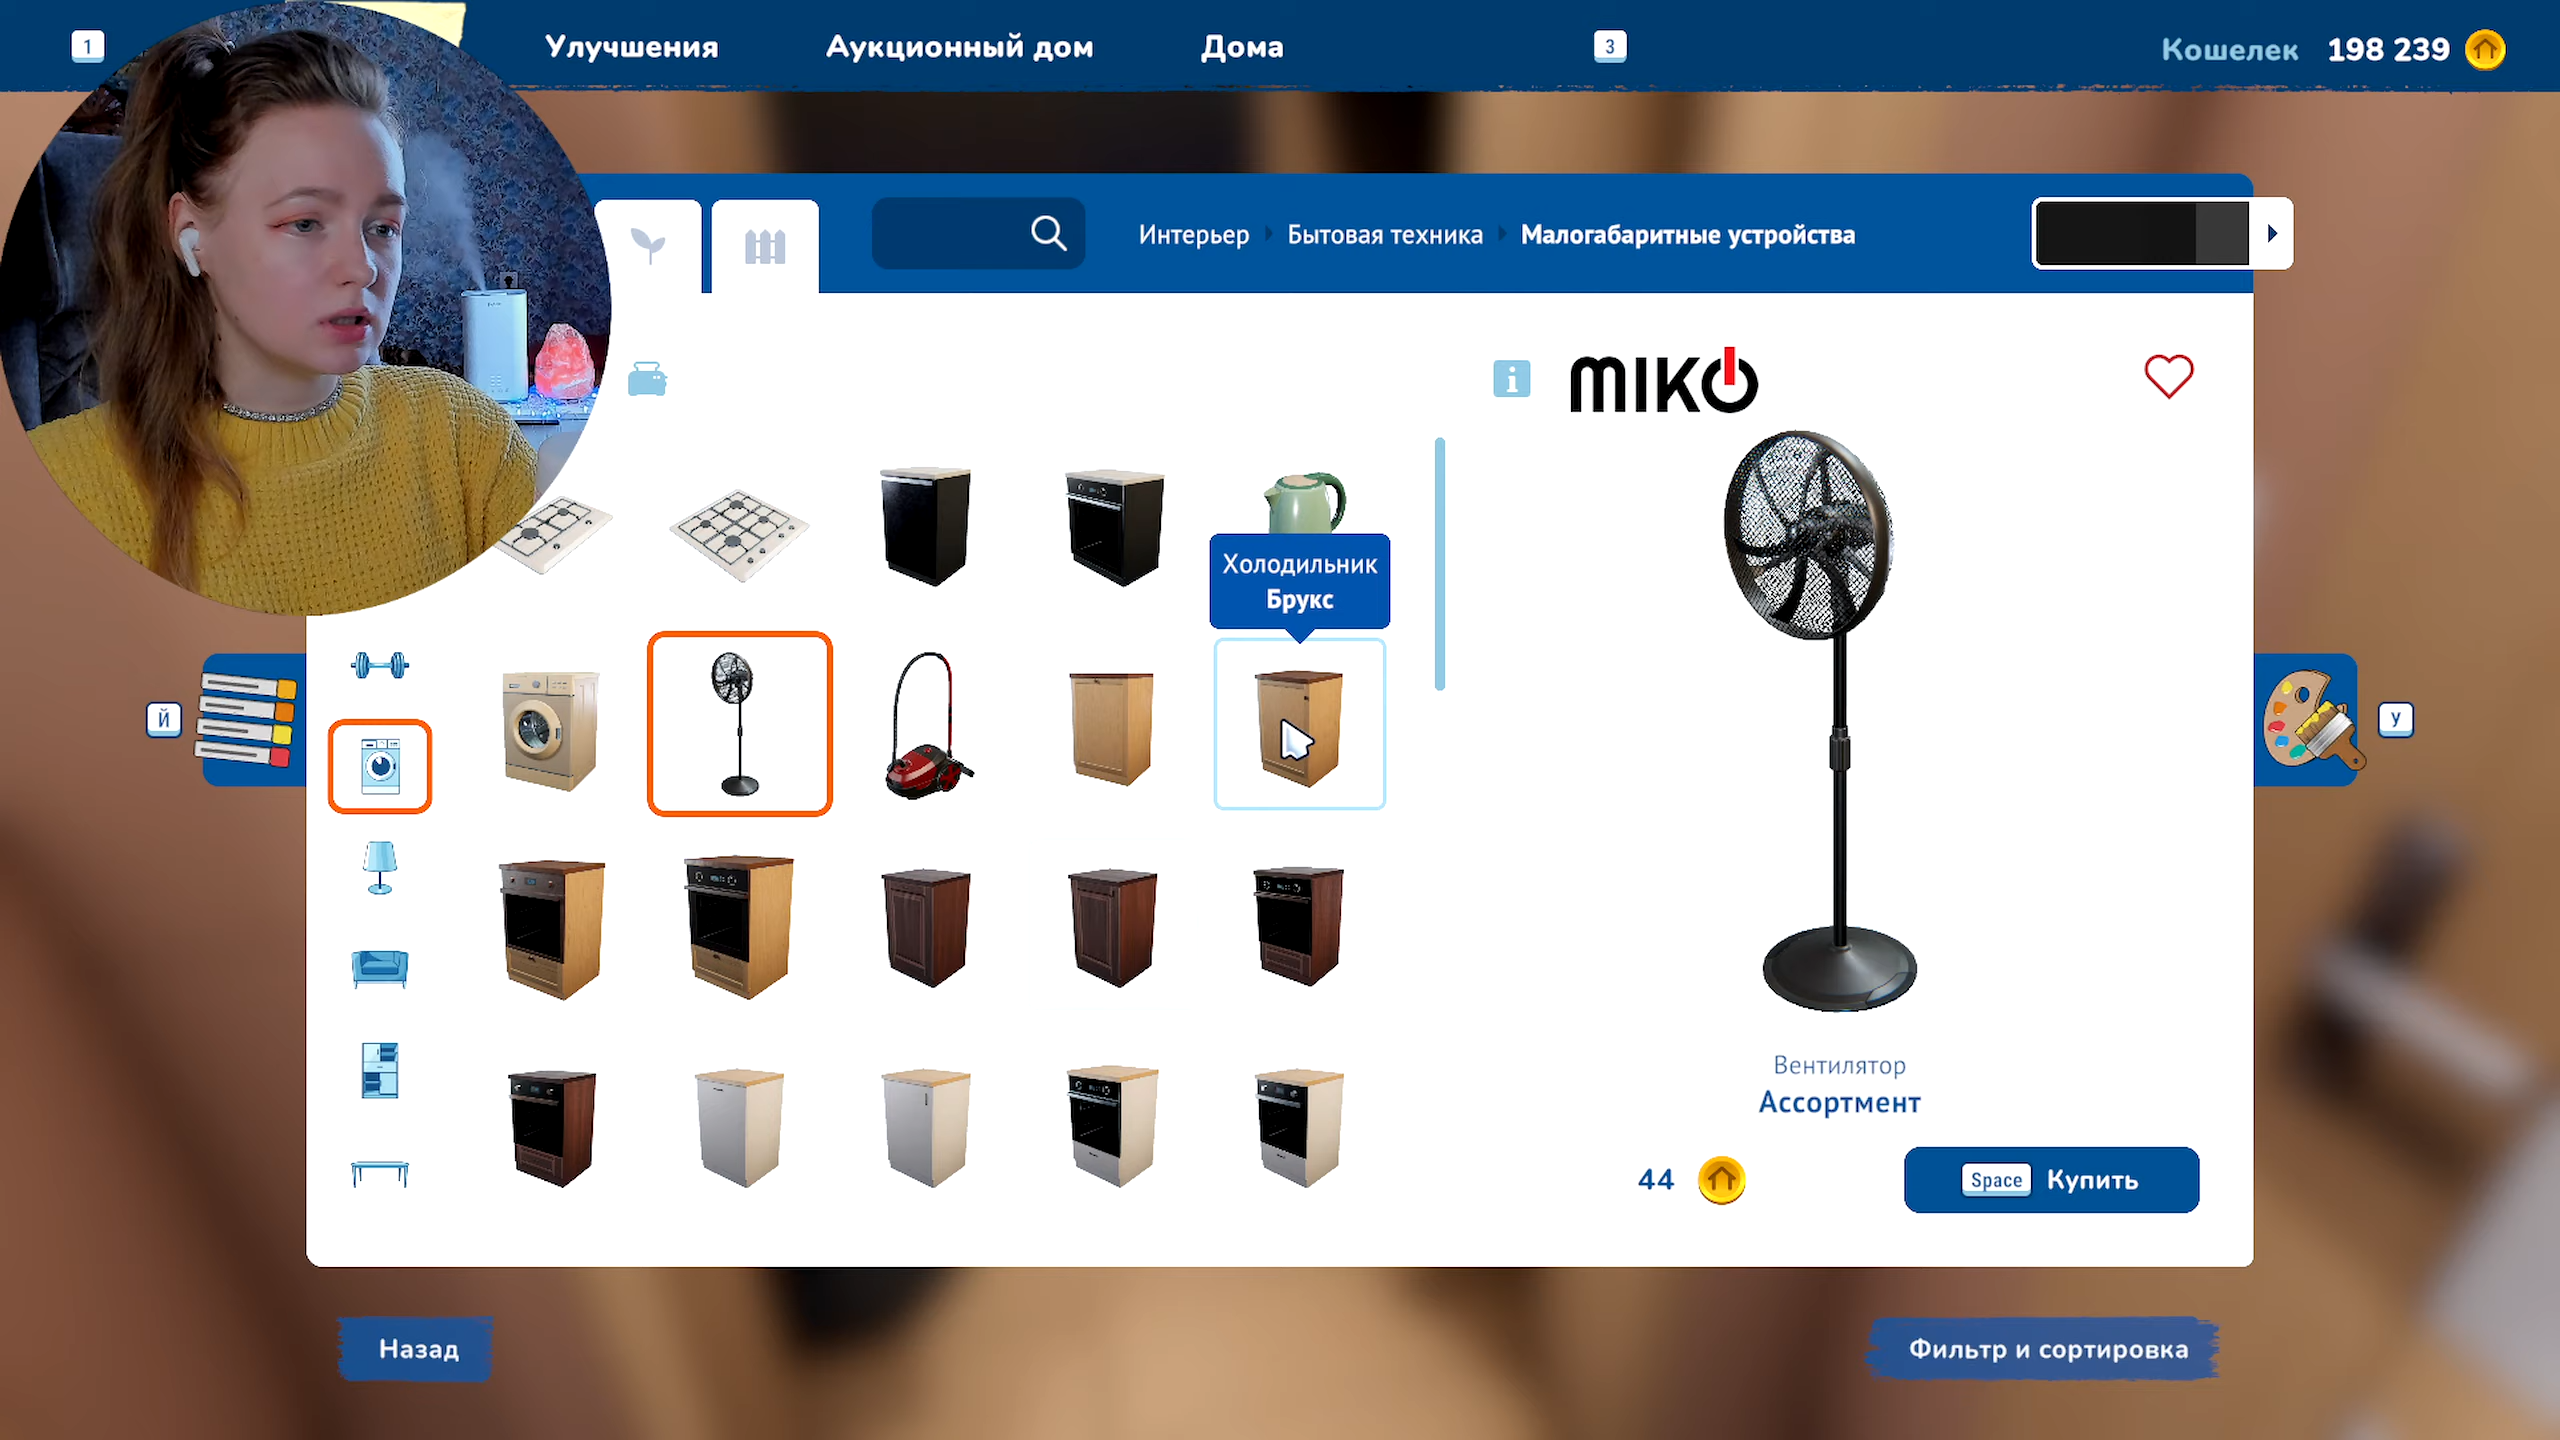 1
Улучшения
Аукционный дом
Дома
3
Кошелек 198 239
Интерьер
Бытовая техника
Малогабаритные устройства
i
MIKO
Холодильник
Брукс
Й
У
Вентилятор
Ассортмент
44
Space Купить
Назад
Фильтр и сортировка